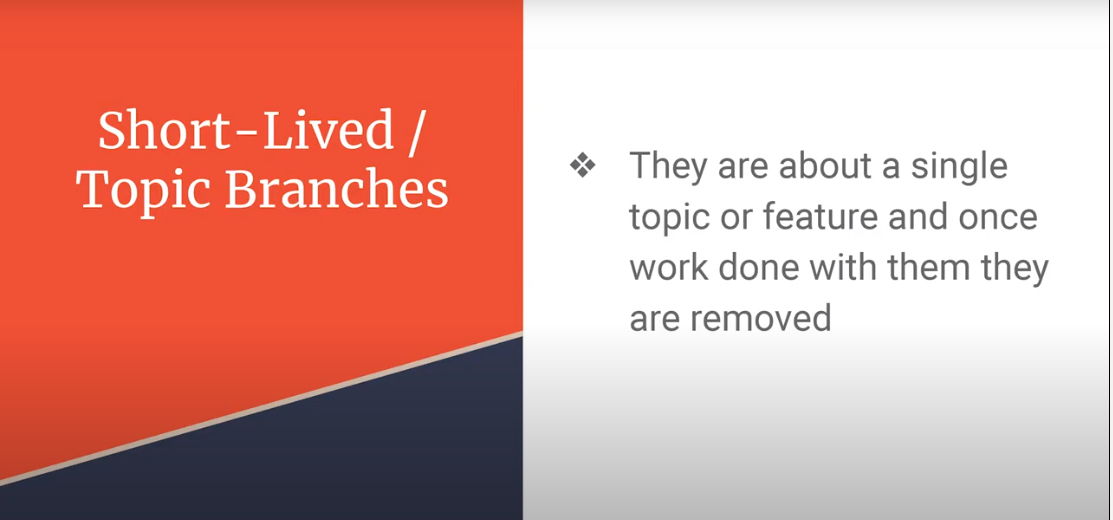 Short-Lived /
Topic Branches
❖ They are about a single
topic or feature and once
work done with them they
are removed